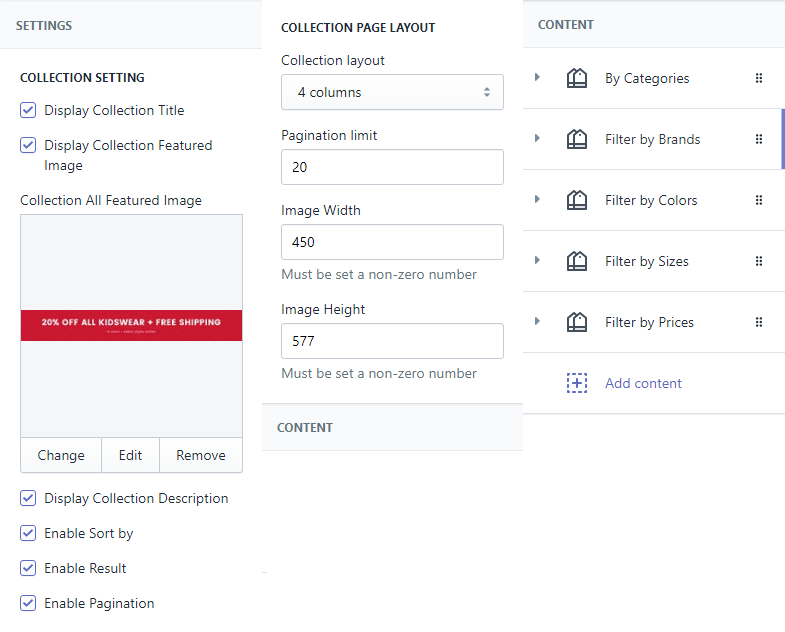 SETTINGS
COLLECTION SETTING
Display Collection Title
Display Collection Featured
Image
Collection All Featured Image
20% OFF ALL KIDSWEAR + FREE SHIPPING
Change
Edit
Remove
Display Collection Description
Enable Sort by
Enable Result
Enable Pagination
COLLECTION PAGE LAYOUT
Collection layout
4 columns
Pagination limit
20
Image Width
450
Must be set a non-zero number
Image Height
577
Must be set a non-zero number
CONTENT
CONTENT
By Categories
Filter by Brands
Filter by Colors
Filter by Sizes
Filter by Prices
Add content